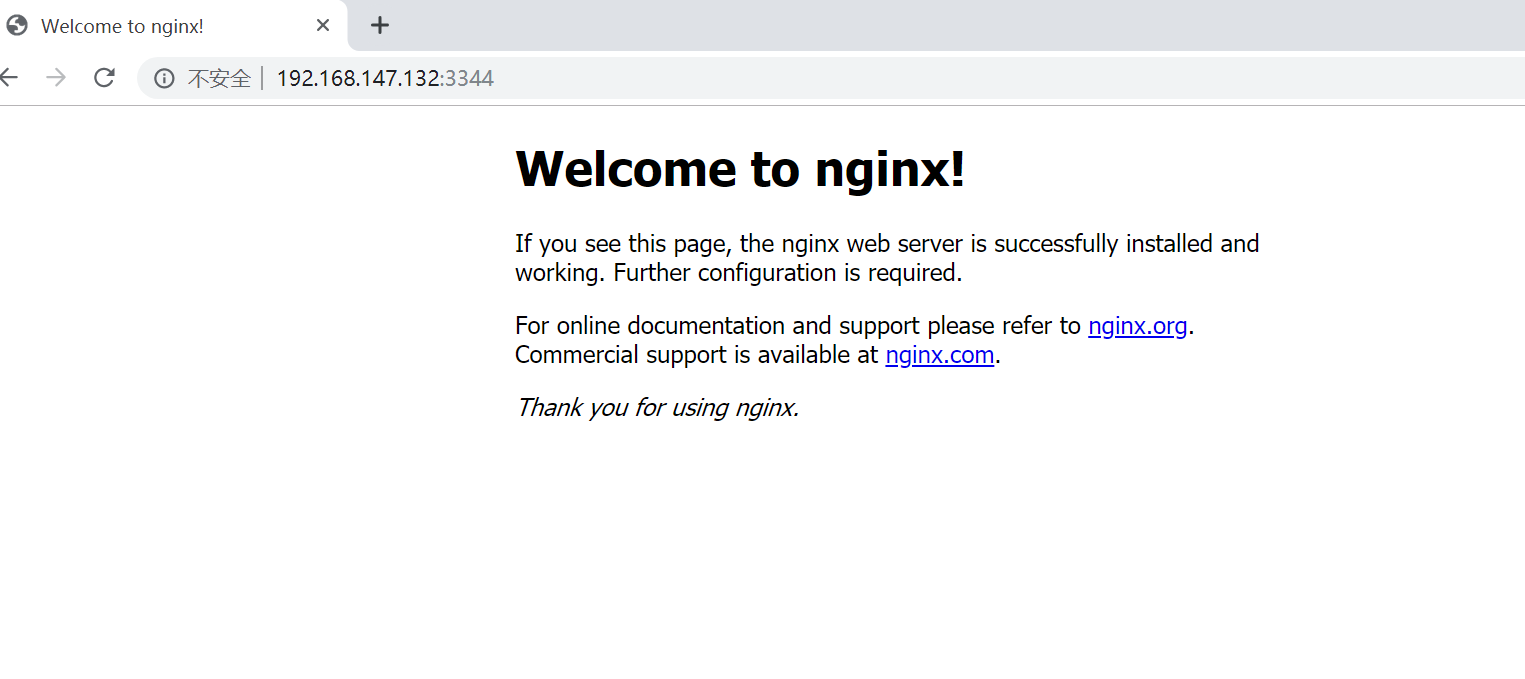 Welcome to nginx!
不安全 192.168.147.132:3344
Welcome to nginx!
If you see this page, the nginx web server is successfully installed and
working. Further configuration is required.
For online documentation and support please refer to nginx.org.
Commercial support is available at nginx.com.
Thank you for using nginx.